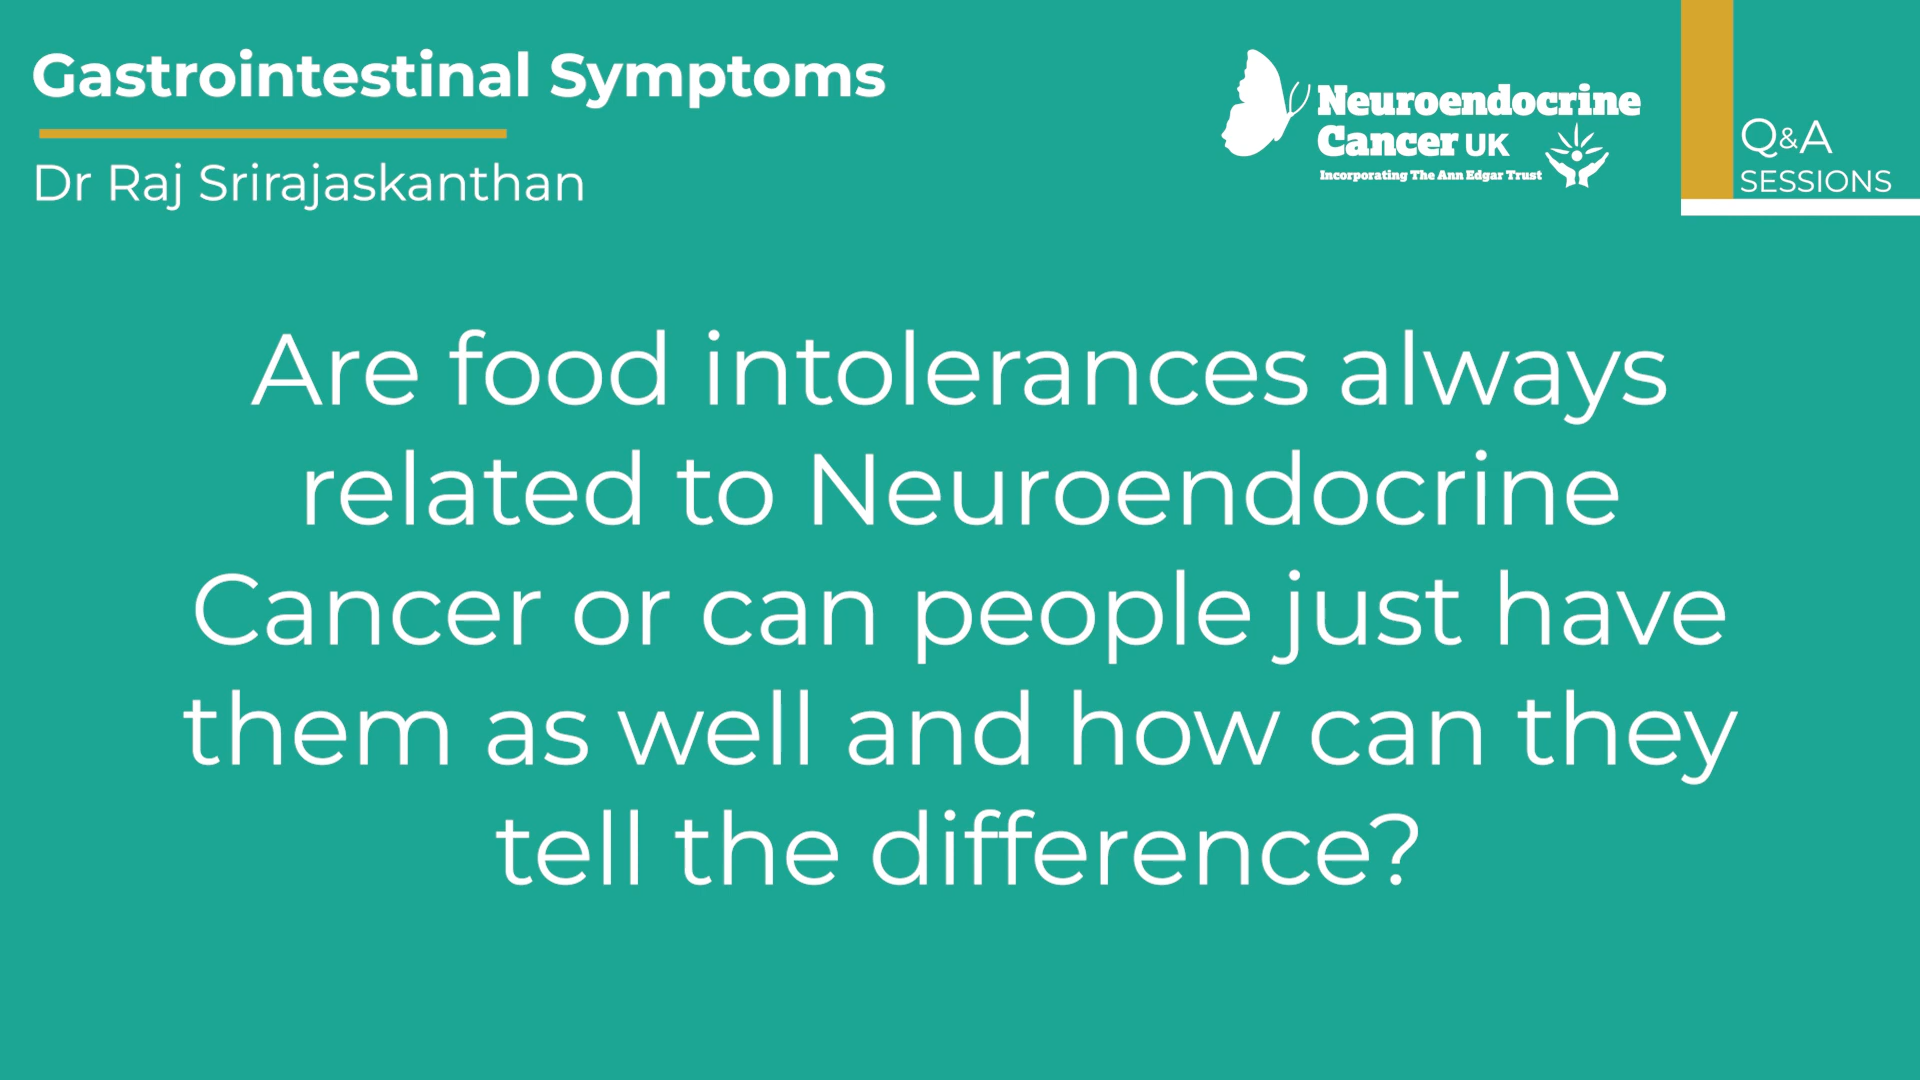 Gastrointestinal Symptoms
Dr Raj Srirajaskanthan
Neuroendocrine
Cancer UK
Incorporating The Ann Edgar Trust
Q&A
SESSIONS
Are food intolerances always
related to Neuroendocrine
Cancer or can people just have
them as well and how can they
tell the difference?